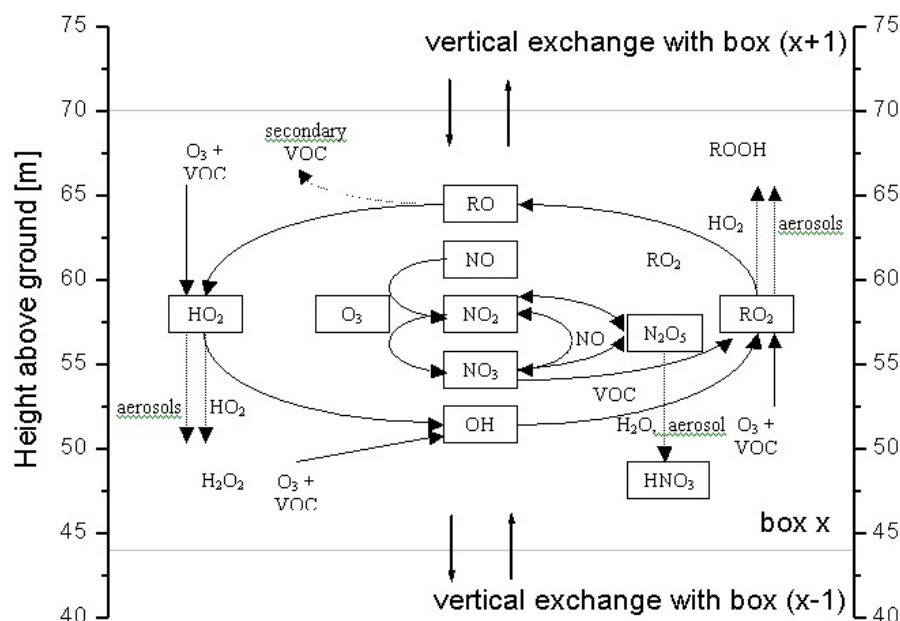 75
75
vertical exchange with box (x+1)
70
70
secondary
VOC
O₃ +
VOC
ROOH
65
65
RO
HO₂
aerosols
Height above ground [m]
60
60
NO
RO₂
HO₂
O₃
NO₂
N₂O₅
RO₂
NO
55
55
NO₃
VOC
aerosols
HO₂
OH
H₂O, aerosol
O₃ +
VOC
50
50
H₂O₂
O₃ +
VOC
HNO₃
box x
45
45
vertical exchange with box (x-1)
40
40